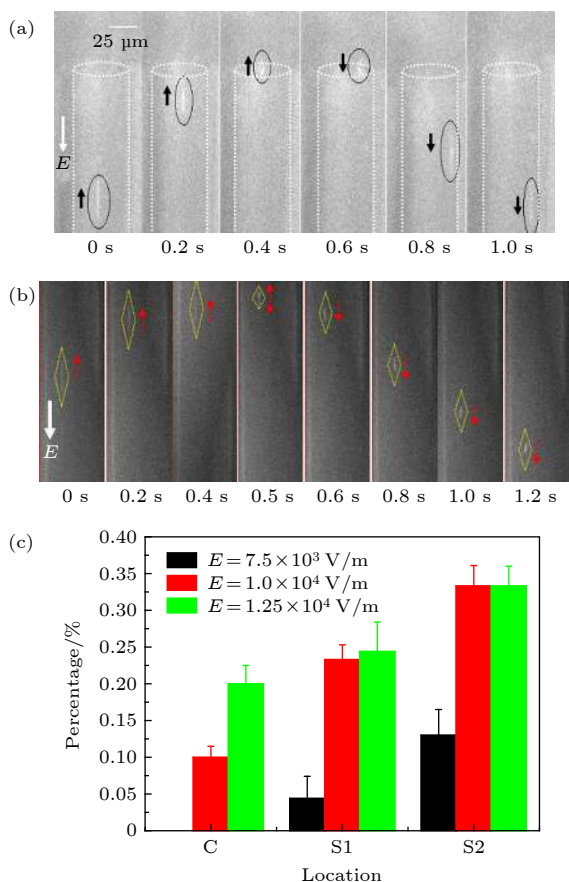 (a)
25 µm
E
0 s 0.2 s 0.4 s 0.6 s 0.8 s 1.0 s
(b)
E
0 s 0.2 s 0.4 s 0.5 s 0.6 s 0.8 s 1.0 s 1.2 s
(c)
0.40
0.35
0.30
0.25
0.20
0.15
0.10
0.05
0
Percentage/%
E = 7.5×10³ V/m
E = 1.0×10⁴ V/m
E = 1.25×10⁴ V/m
C S1 S2
Location